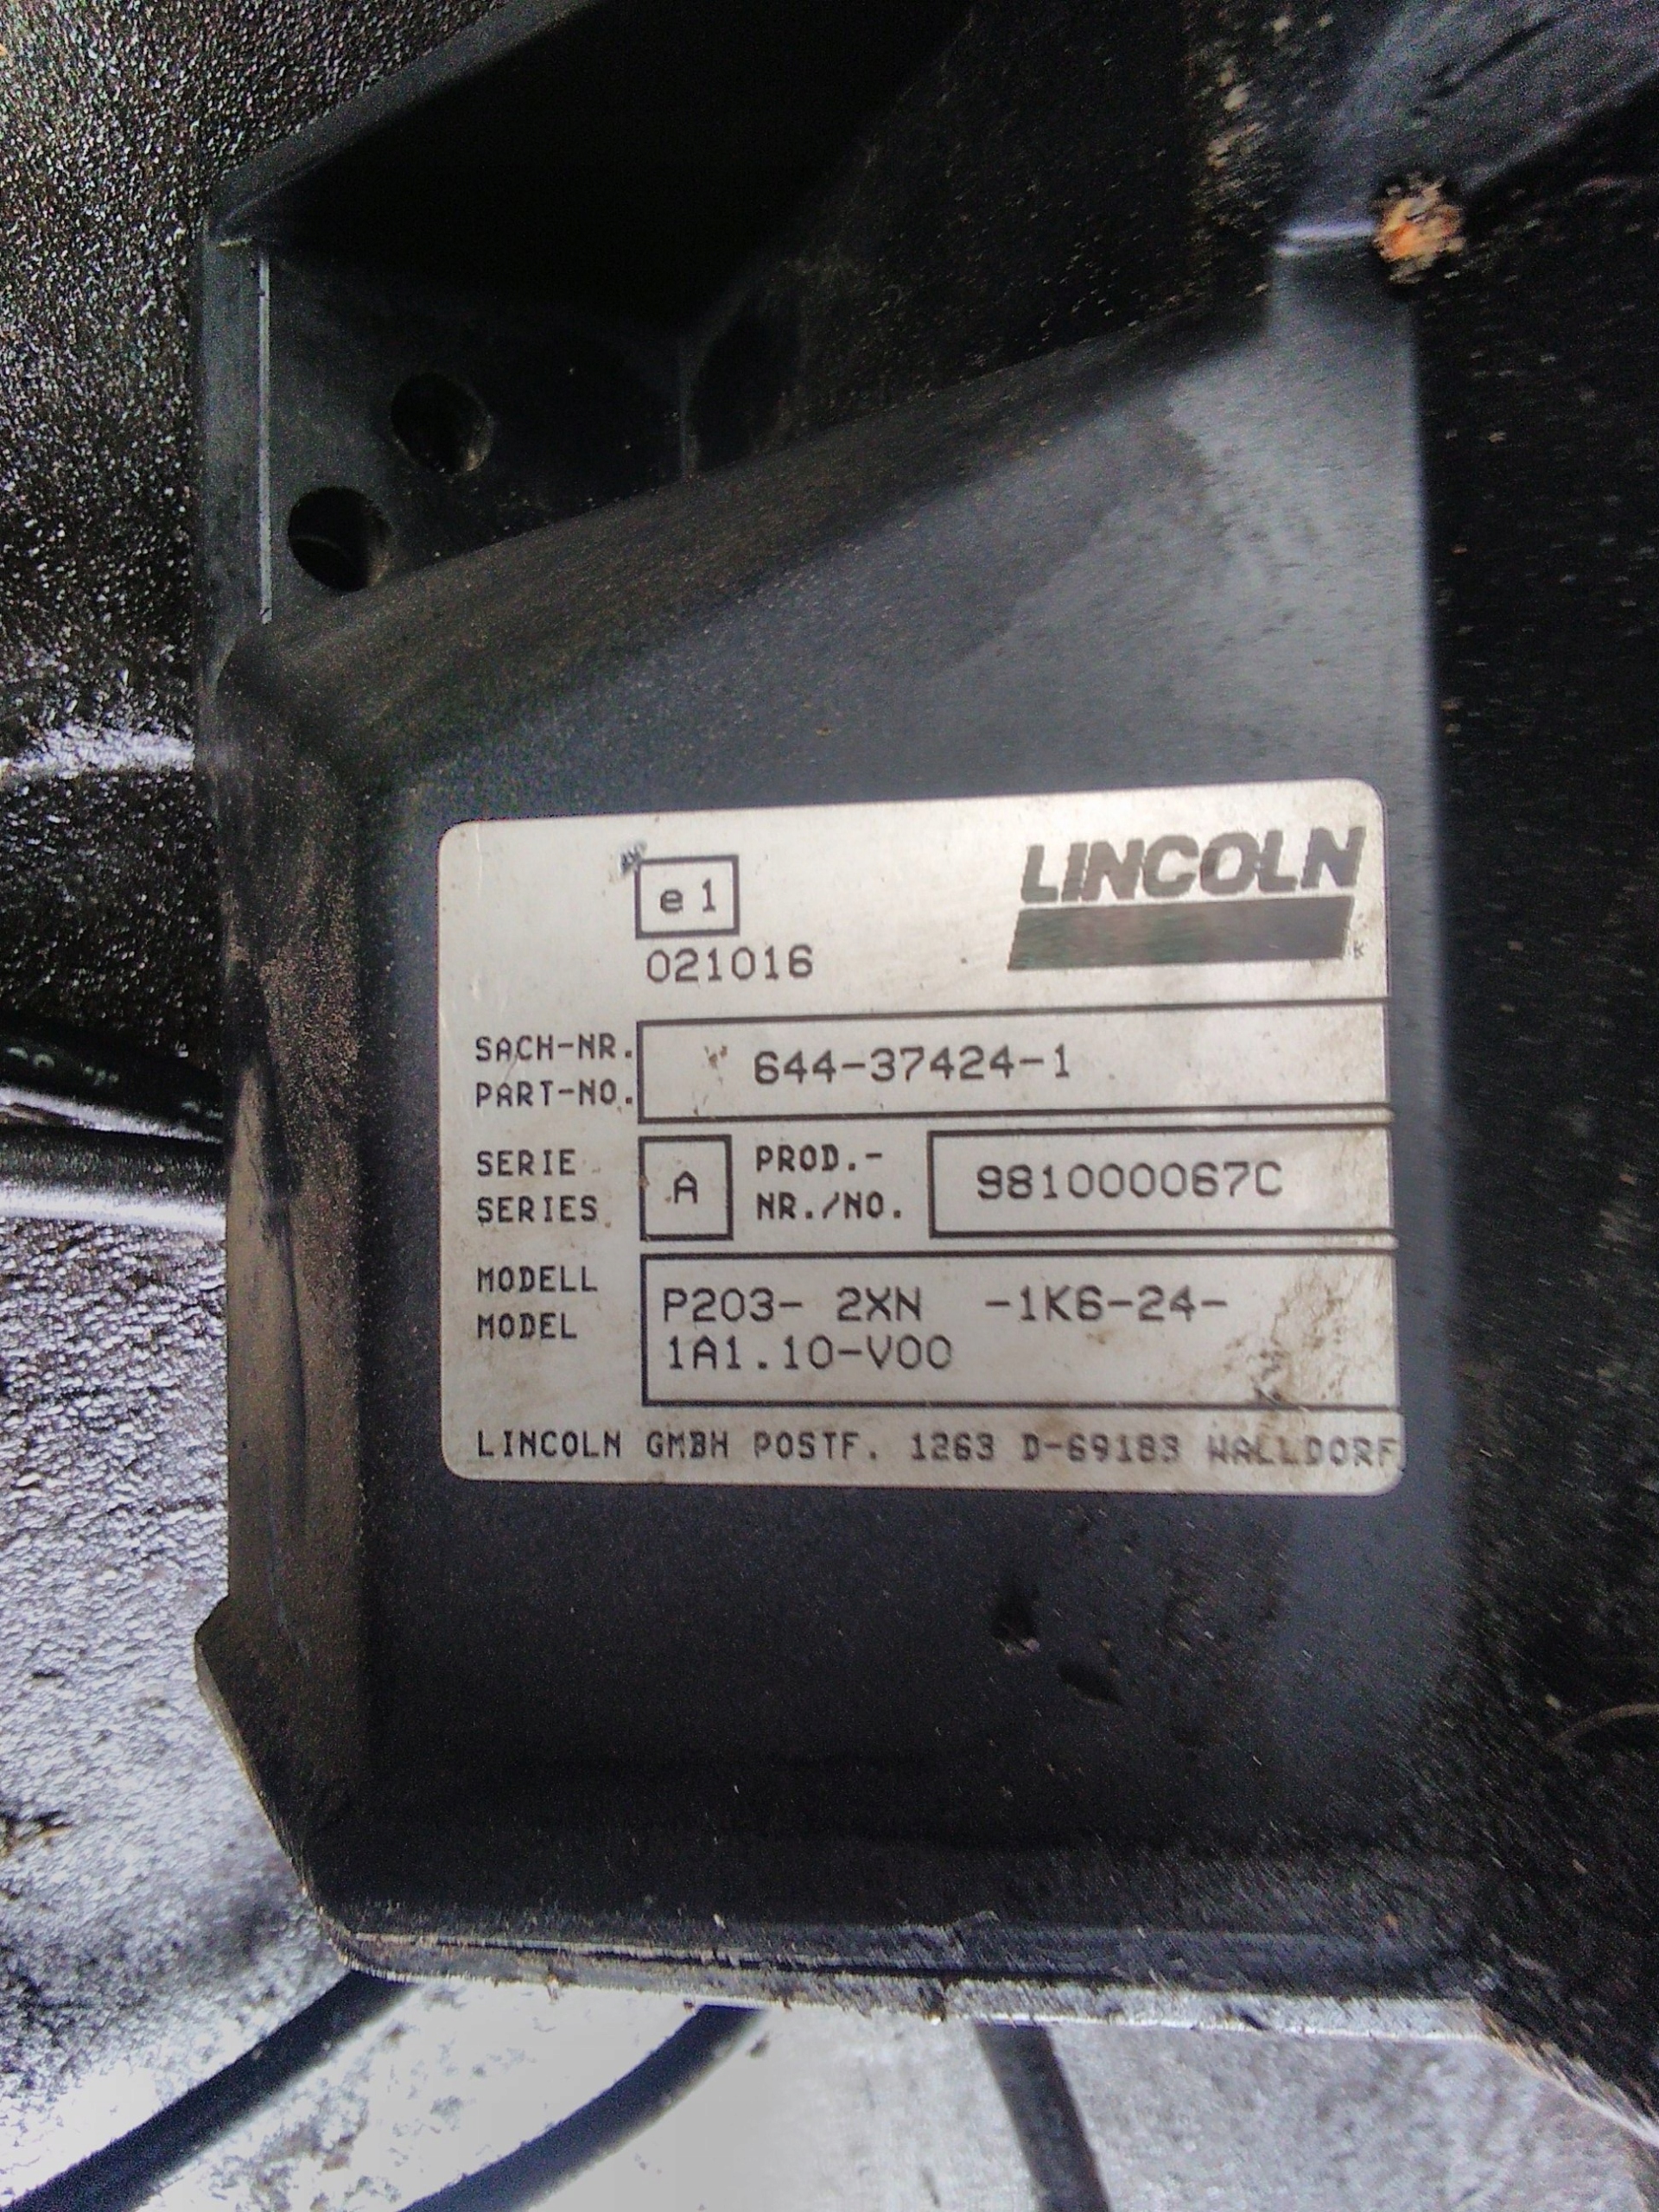 e1
LINCOLN
021016
SACH-NR.
PART-NO.
644-37424-1
SERIE
SERIES
A
PROD.-
NR./NO.
981000067C
MODELL
MODEL
P203- 2XN -1K6-24-
1A1.10-V00
LINCOLN GMBH POSTF. 1263 D-69183 WALLDORF